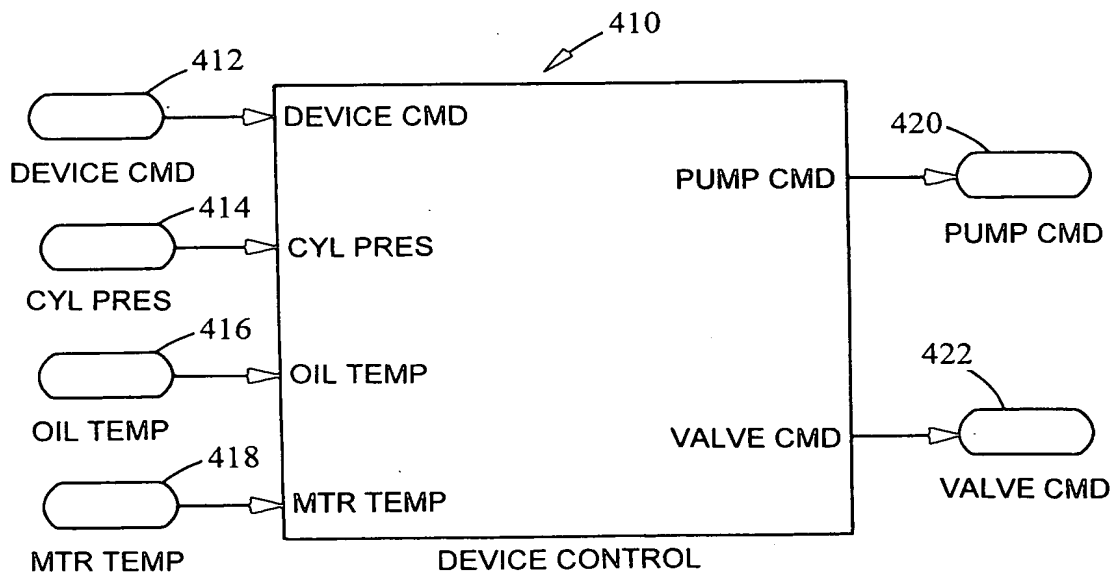 410
412
DEVICE CMD
DEVICE CMD
420
PUMP CMD
PUMP CMD
414
CYL PRES
CYL PRES
416
OIL TEMP
OIL TEMP
422
VALVE CMD
VALVE CMD
418
MTR TEMP
MTR TEMP
DEVICE CONTROL